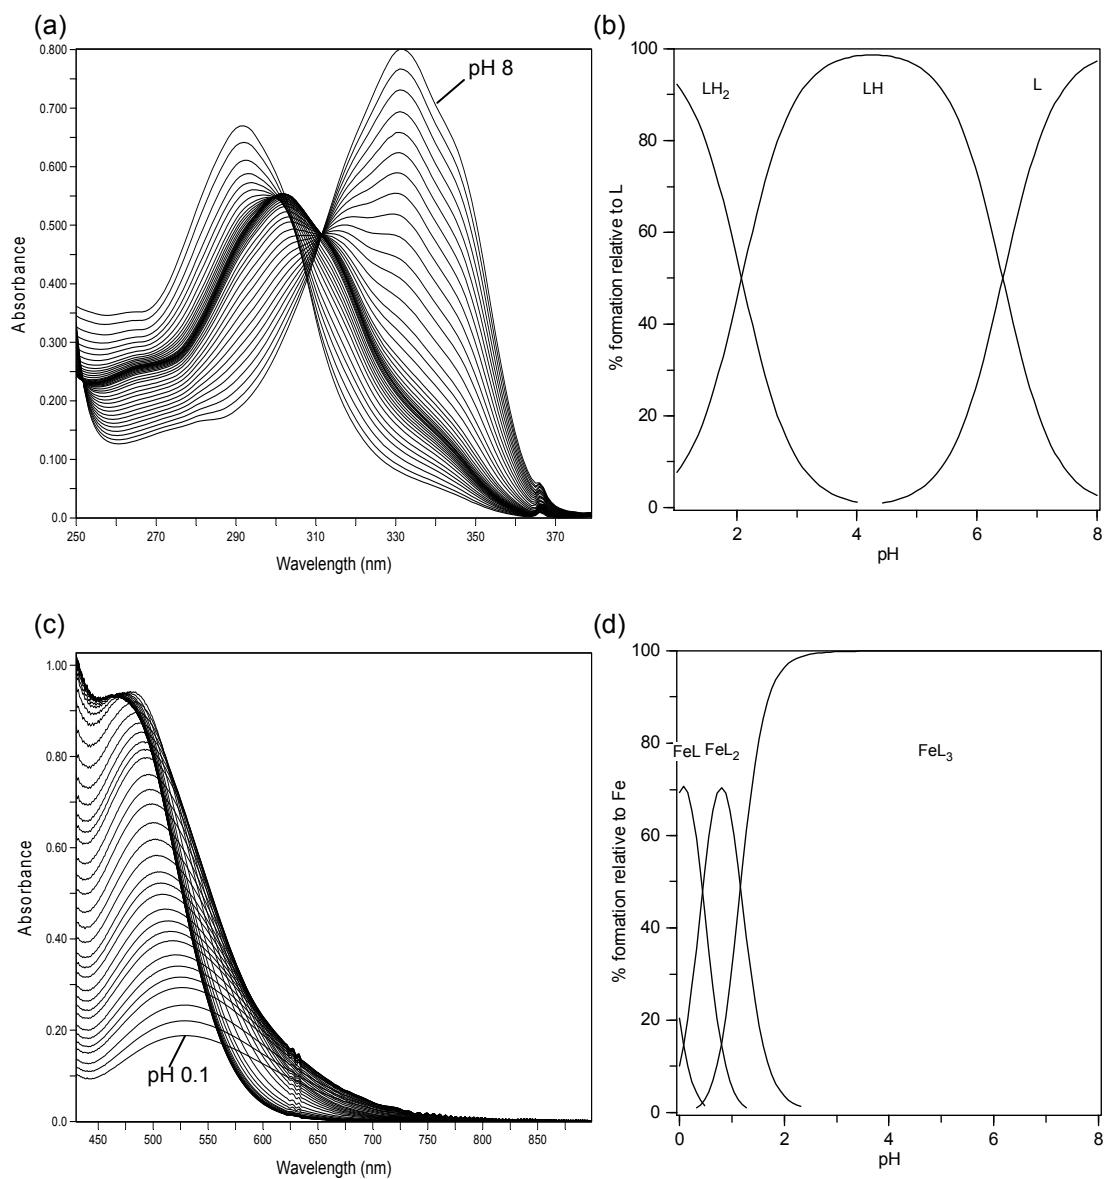 (a)
0.800
0.700
0.600
0.500
0.400
0.300
0.200
0.100
0.0
Absorbance
pH 8
250 270 290 310 330 350 370
Wavelength (nm)
(b)
100
80
60
40
20
0
% formation relative to L
LH₂ LH L
2 4 6 8
pH
(c)
1.00
0.80
0.60
0.40
0.20
0.0
Absorbance
pH 0.1
450 500 550 600 650 700 750 800 850
Wavelength (nm)
(d)
100
80
60
40
20
0
% formation relative to Fe
FeL FeL₂ FeL₃
0 2 4 6 8
pH